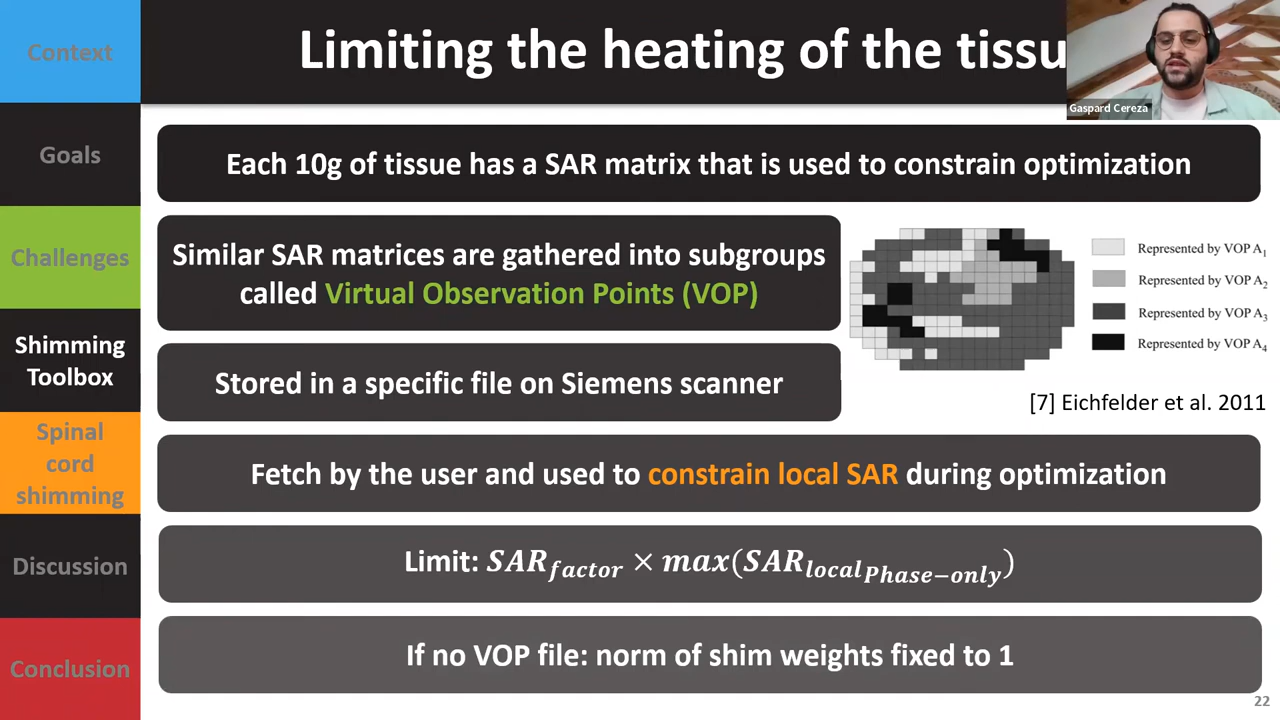 Context
Goals
Challenges
Shimming
Toolbox
Spinal
cord
shimming
Discussion
Conclusion
Limiting the heating of the tissu
Gaspard Cereza
Each 10g of tissue has a SAR matrix that is used to constrain optimization
Similar SAR matrices are gathered into subgroups
called Virtual Observation Points (VOP)
Represented by VOP A₁
Represented by VOP A₂
Represented by VOP A₃
Represented by VOP A₄
Stored in a specific file on Siemens scanner
[7] Eichfelder et al. 2011
Fetch by the user and used to constrain local SAR during optimization
Limit: SAR_factor × max(SAR_local_Phase−only)
If no VOP file: norm of shim weights fixed to 1
22